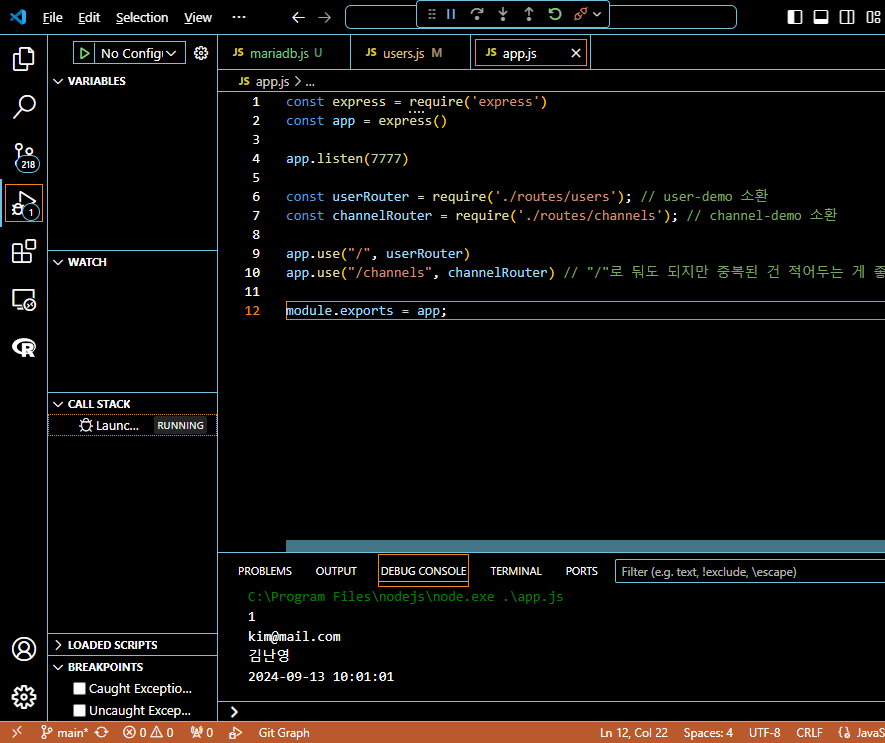 File Edit Selection View ...
No Config
JS mariadb.js U
JS users.js M
JS app.js
VARIABLES
JS app.js > ...
1 const express = require('express')
2 const app = express()
3
4 app.listen(7777)
5
6 const userRouter = require('./routes/users'); // user-demo 소환
7 const channelRouter = require('./routes/channels'); // channel-demo 소환
8
9 app.use("/", userRouter)
10 app.use("/channels", channelRouter) // "/"로 둬도 되지만 중복된 건 적어두는 게 좋
11
12 module.exports = app;
218
1
WATCH
CALL STACK
Launc... RUNNING
PROBLEMS OUTPUT DEBUG CONSOLE TERMINAL PORTS Filter (e.g. text, !exclude, \escape)
C:\Program Files\nodejs\node.exe .\app.js
1
kim@mail.com
김난영
2024-09-13 10:01:01
LOADED SCRIPTS
BREAKPOINTS
Caught Exceptio...
Uncaught Excep...
main* 0 0 0 Git Graph Ln 12, Col 22 Spaces: 4 UTF-8 CRLF {} JavaS